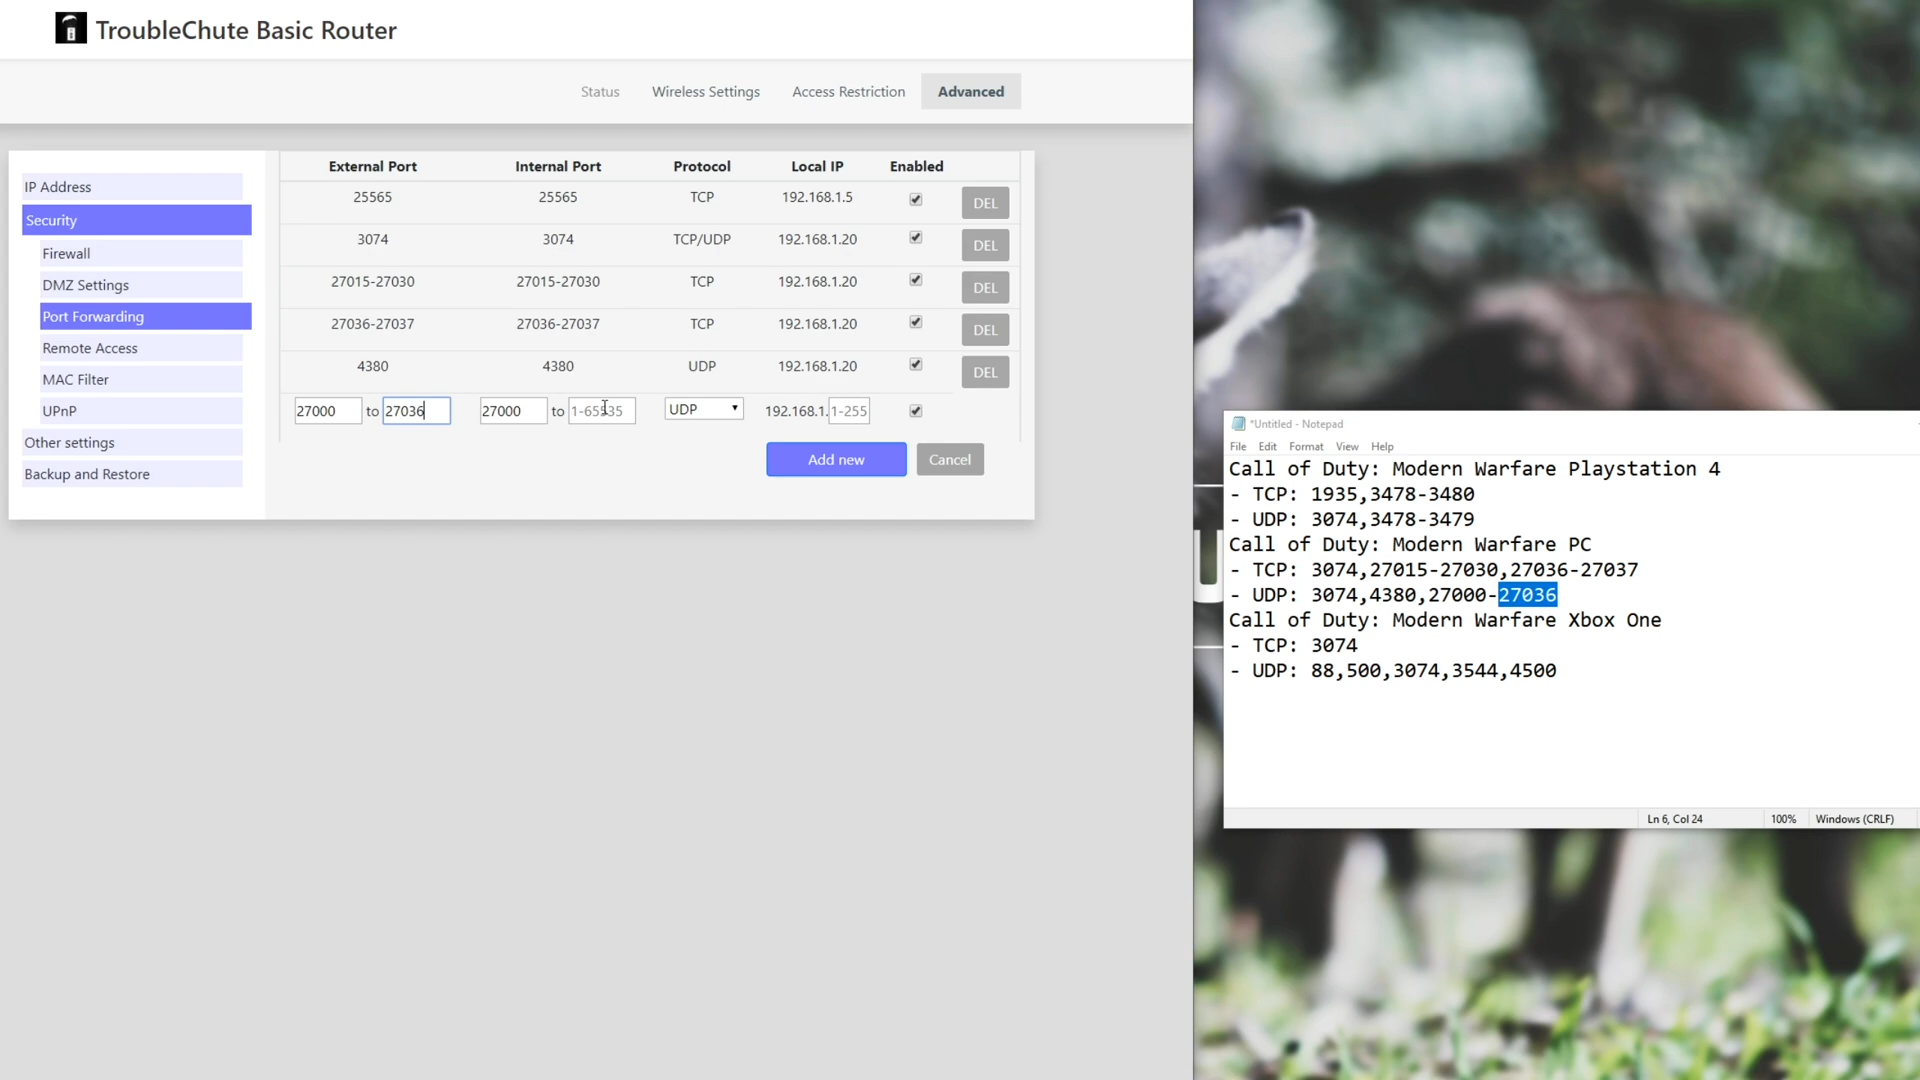 TroubleChute Basic Router
Status Wireless Settings Access Restriction Advanced
IP Address
Security
Firewall
DMZ Settings
Port Forwarding
Remote Access
MAC Filter
UPnP
Other settings
Backup and Restore
External Port Internal Port Protocol Local IP Enabled
25565 25565 TCP 192.168.1.5 DEL
3074 3074 TCP/UDP 192.168.1.20 DEL
27015-27030 27015-27030 TCP 192.168.1.20 DEL
27036-27037 27036-27037 TCP 192.168.1.20 DEL
4380 4380 UDP 192.168.1.20 DEL
27000 to 27036 27000 to 1-65535 UDP 192.168.1. 1-255
Add new Cancel
*Untitled - Notepad
File Edit Format View Help
Call of Duty: Modern Warfare Playstation 4
- TCP: 1935,3478-3480
- UDP: 3074,3478-3479
Call of Duty: Modern Warfare PC
- TCP: 3074,27015-27030,27036-27037
- UDP: 3074,4380,27000-27036
Call of Duty: Modern Warfare Xbox One
- TCP: 3074
- UDP: 88,500,3074,3544,4500
Ln 6, Col 24 100% Windows (CRLF)